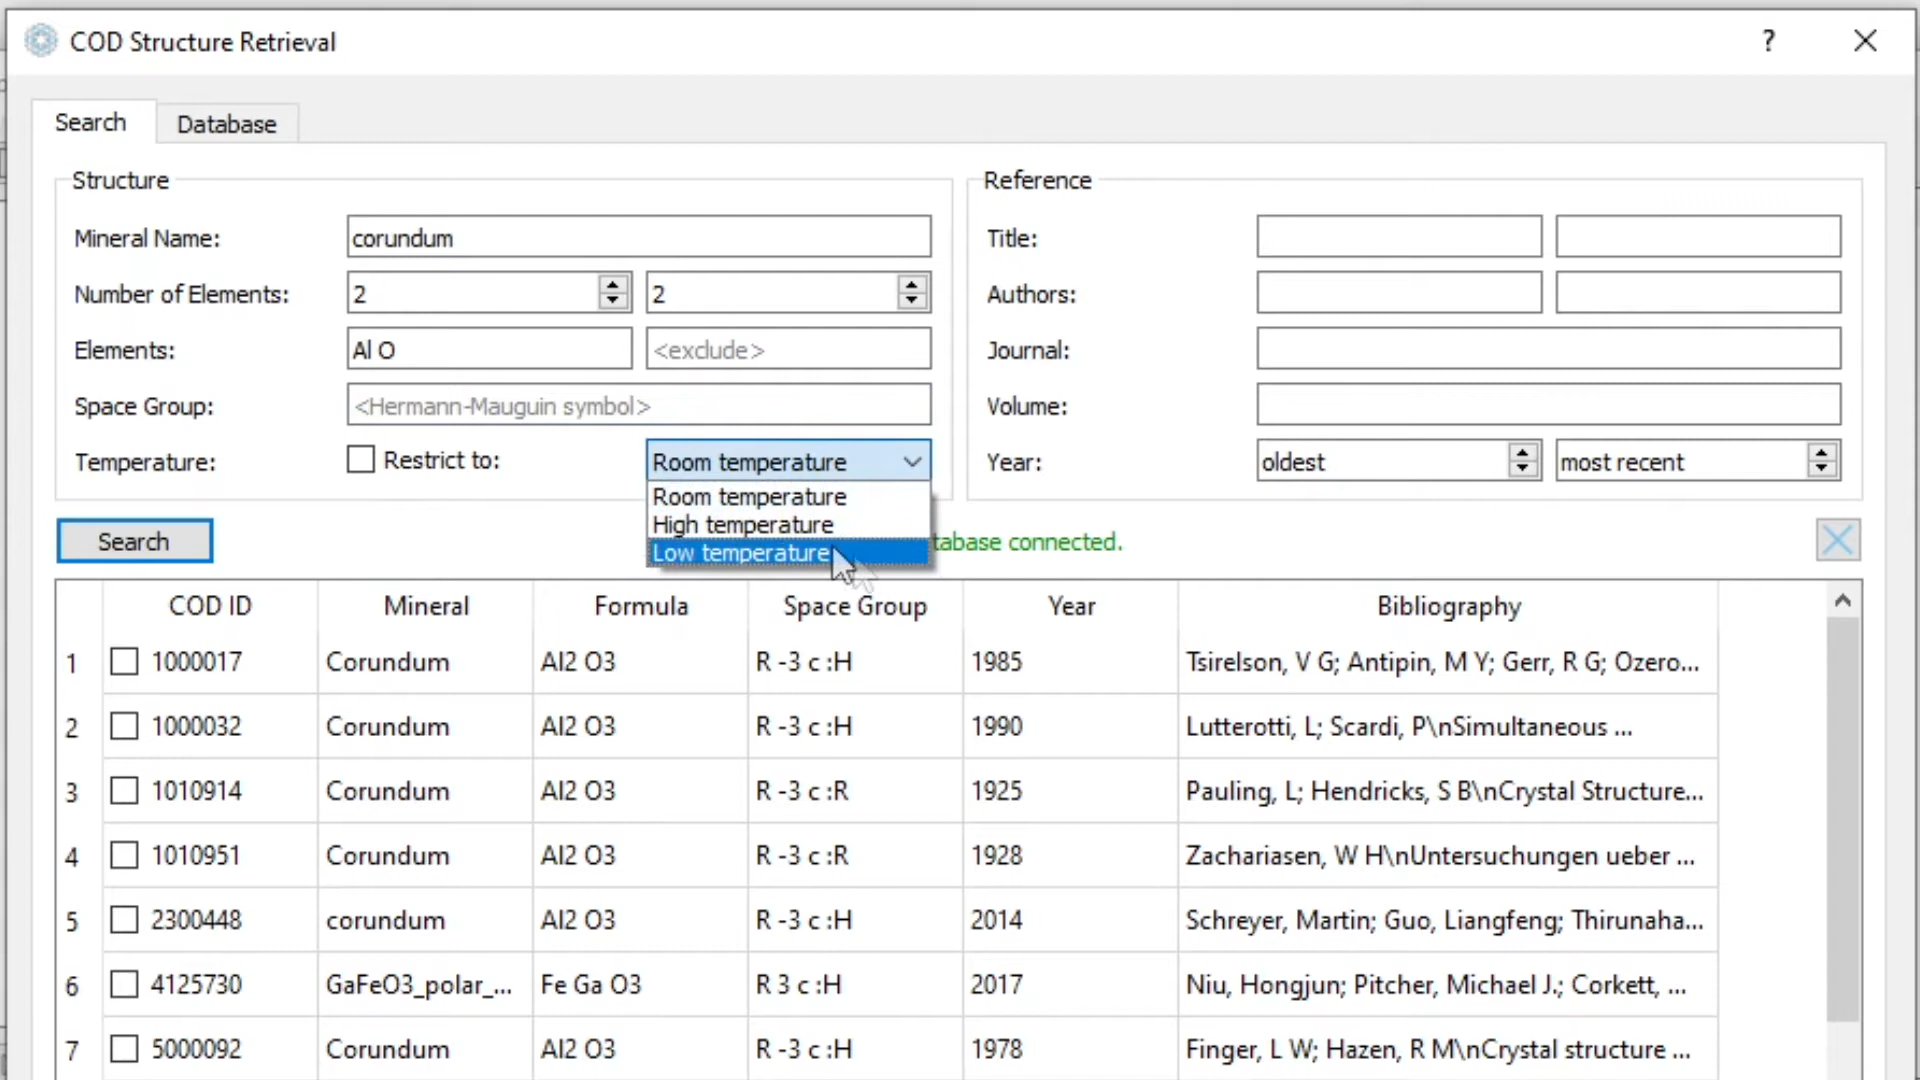 COD Structure Retrieval
?
Search Database
Structure
Mineral Name: corundum
Number of Elements: 2 2
Elements: Al O <exclude>
Space Group: <Hermann-Mauguin symbol>
Temperature: Restrict to: Room temperature
Room temperature
High temperature
Low temperature
Reference
Title:
Authors:
Journal:
Volume:
Year: oldest most recent
Search connected.
COD ID Mineral Formula Space Group Year Bibliography
1 1000017 Corundum Al2 O3 R -3 c :H 1985 Tsirelson, V G; Antipin, M Y; Gerr, R G; Ozero...
2 1000032 Corundum Al2 O3 R -3 c :H 1990 Lutterotti, L; Scardi, P\nSimultaneous ...
3 1010914 Corundum Al2 O3 R -3 c :R 1925 Pauling, L; Hendricks, S B\nCrystal Structure...
4 1010951 Corundum Al2 O3 R -3 c :R 1928 Zachariasen, W H\nUntersuchungen ueber ...
5 2300448 corundum Al2 O3 R -3 c :H 2014 Schreyer, Martin; Guo, Liangfeng; Thirunaha...
6 4125730 GaFeO3_polar_... Fe Ga O3 R 3 c :H 2017 Niu, Hongjun; Pitcher, Michael J.; Corkett, ...
7 5000092 Corundum Al2 O3 R -3 c :H 1978 Finger, L W; Hazen, R M\nCrystal structure ...